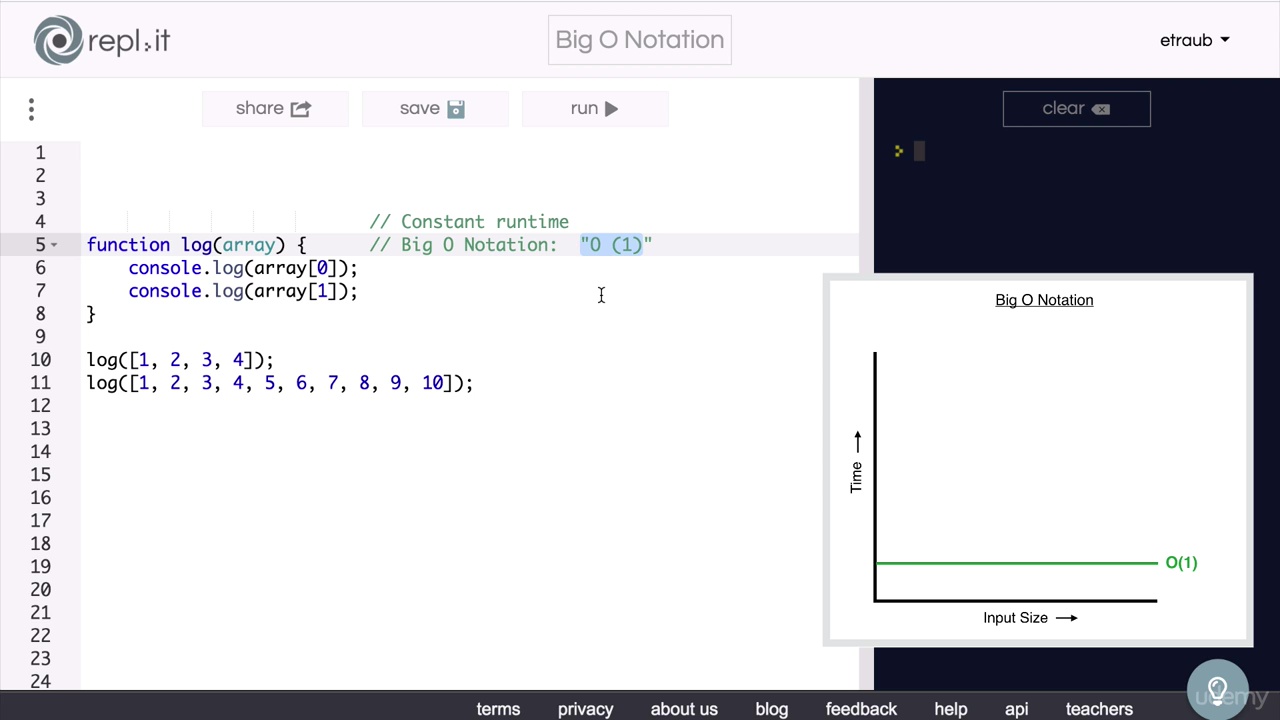 repl.it
Big O Notation
etraub
share
save
run
clear
1
2
3
4 // Constant runtime
5 function log(array) { // Big O Notation: "O (1)"
6 console.log(array[0]);
7 console.log(array[1]);
8 }
9
10 log([1, 2, 3, 4]);
11 log([1, 2, 3, 4, 5, 6, 7, 8, 9, 10]);
12
13
14
15
16
17
18
19
20
21
22
23
24
>
Big O Notation
Time
O(1)
Input Size
terms privacy about us blog feedback help api teachers
udemy